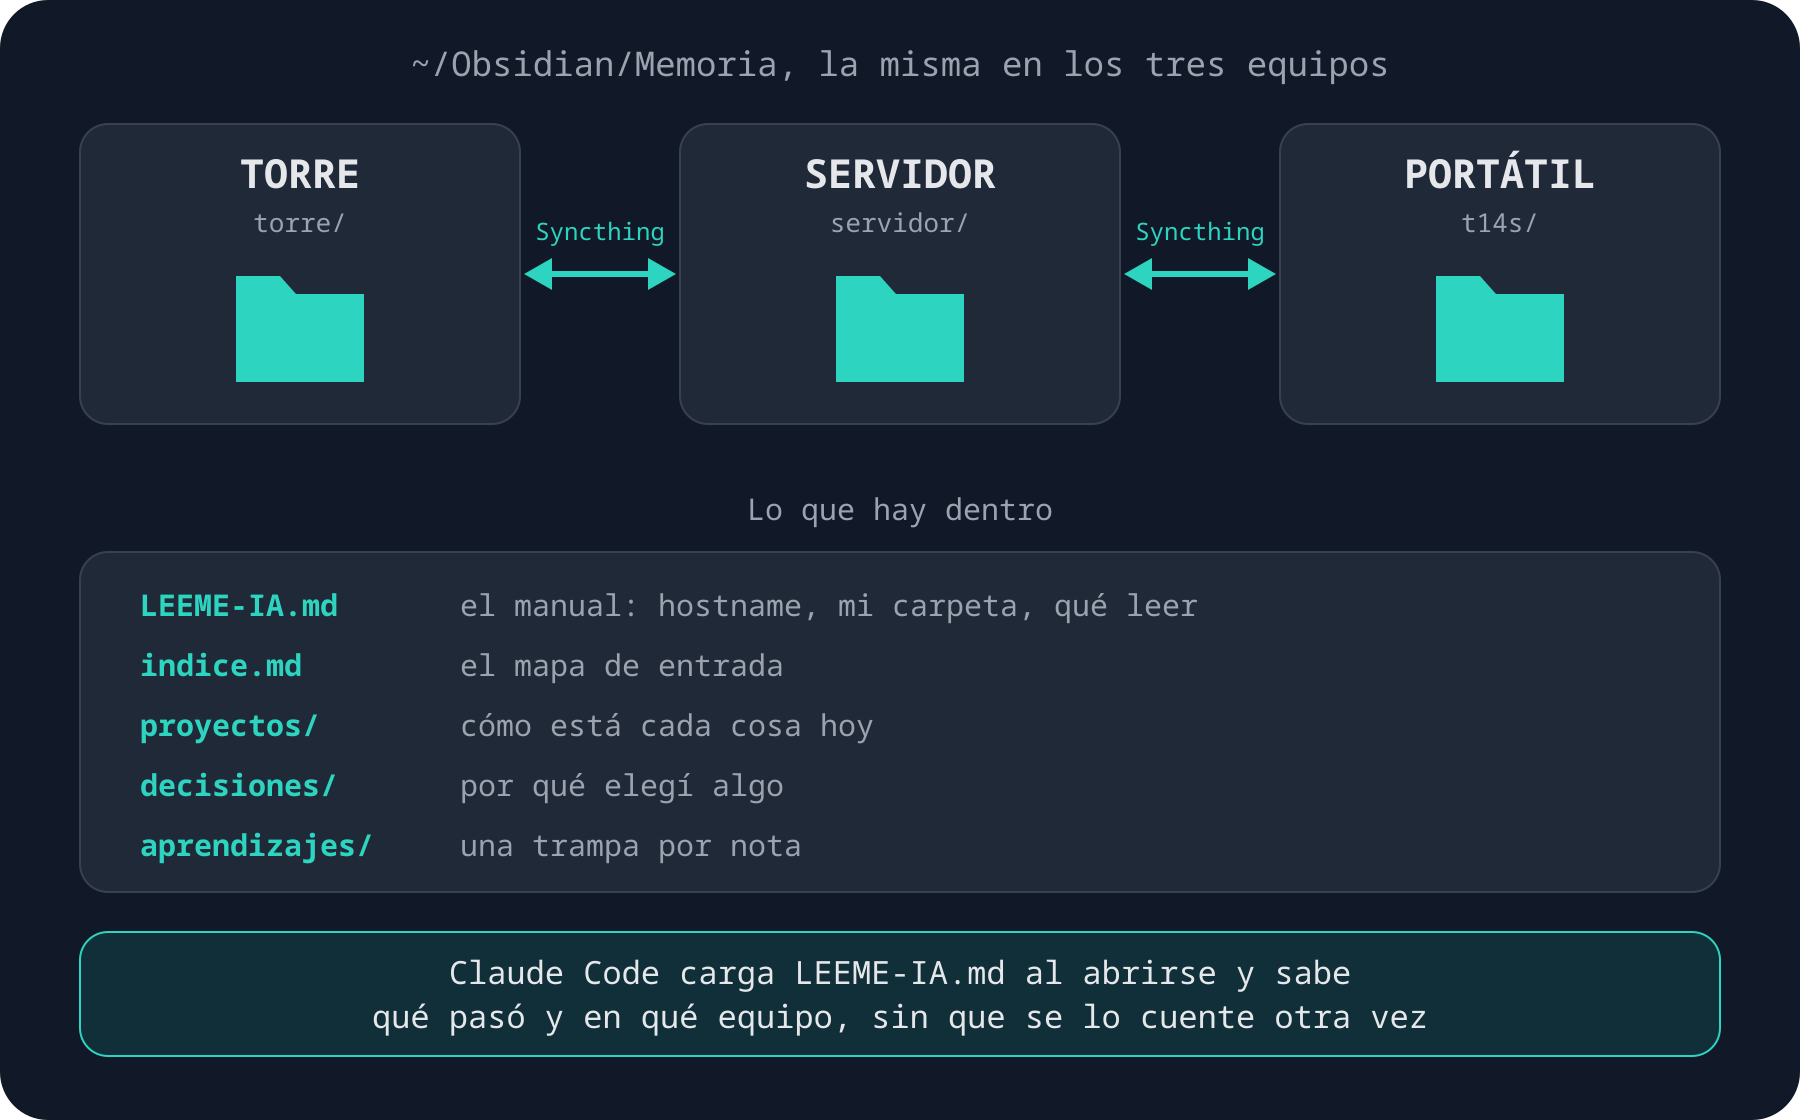 ~/Obsidian/Memoria, la misma en los tres equipos
TORRE
torre/
Syncthing
SERVIDOR
servidor/
Syncthing
PORTÁTIL
t14s/
Lo que hay dentro
LEEME-IA.md el manual: hostname, mi carpeta, qué leer
indice.md el mapa de entrada
proyectos/ cómo está cada cosa hoy
decisiones/ por qué elegí algo
aprendizajes/ una trampa por nota
Claude Code carga LEEME-IA.md al abrirse y sabe
qué pasó y en qué equipo, sin que se lo cuente otra vez